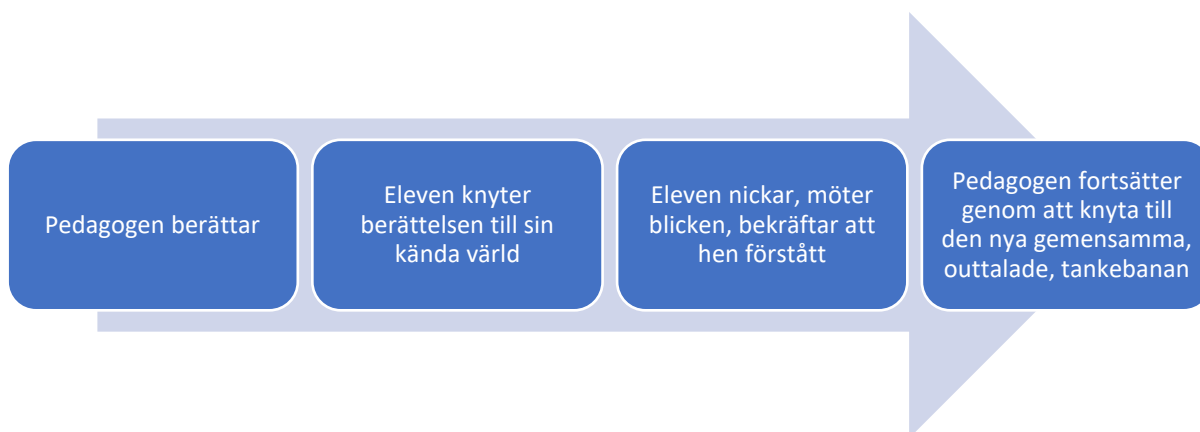 Pedagogen berättar
Eleven knyter
berättelsen till sin
kända värld
Eleven nickar, möter
blicken, bekräftar att
hen förstått
Pedagogen fortsätter
genom att knyta till
den nya gemensamma,
outtalade, tankebanan